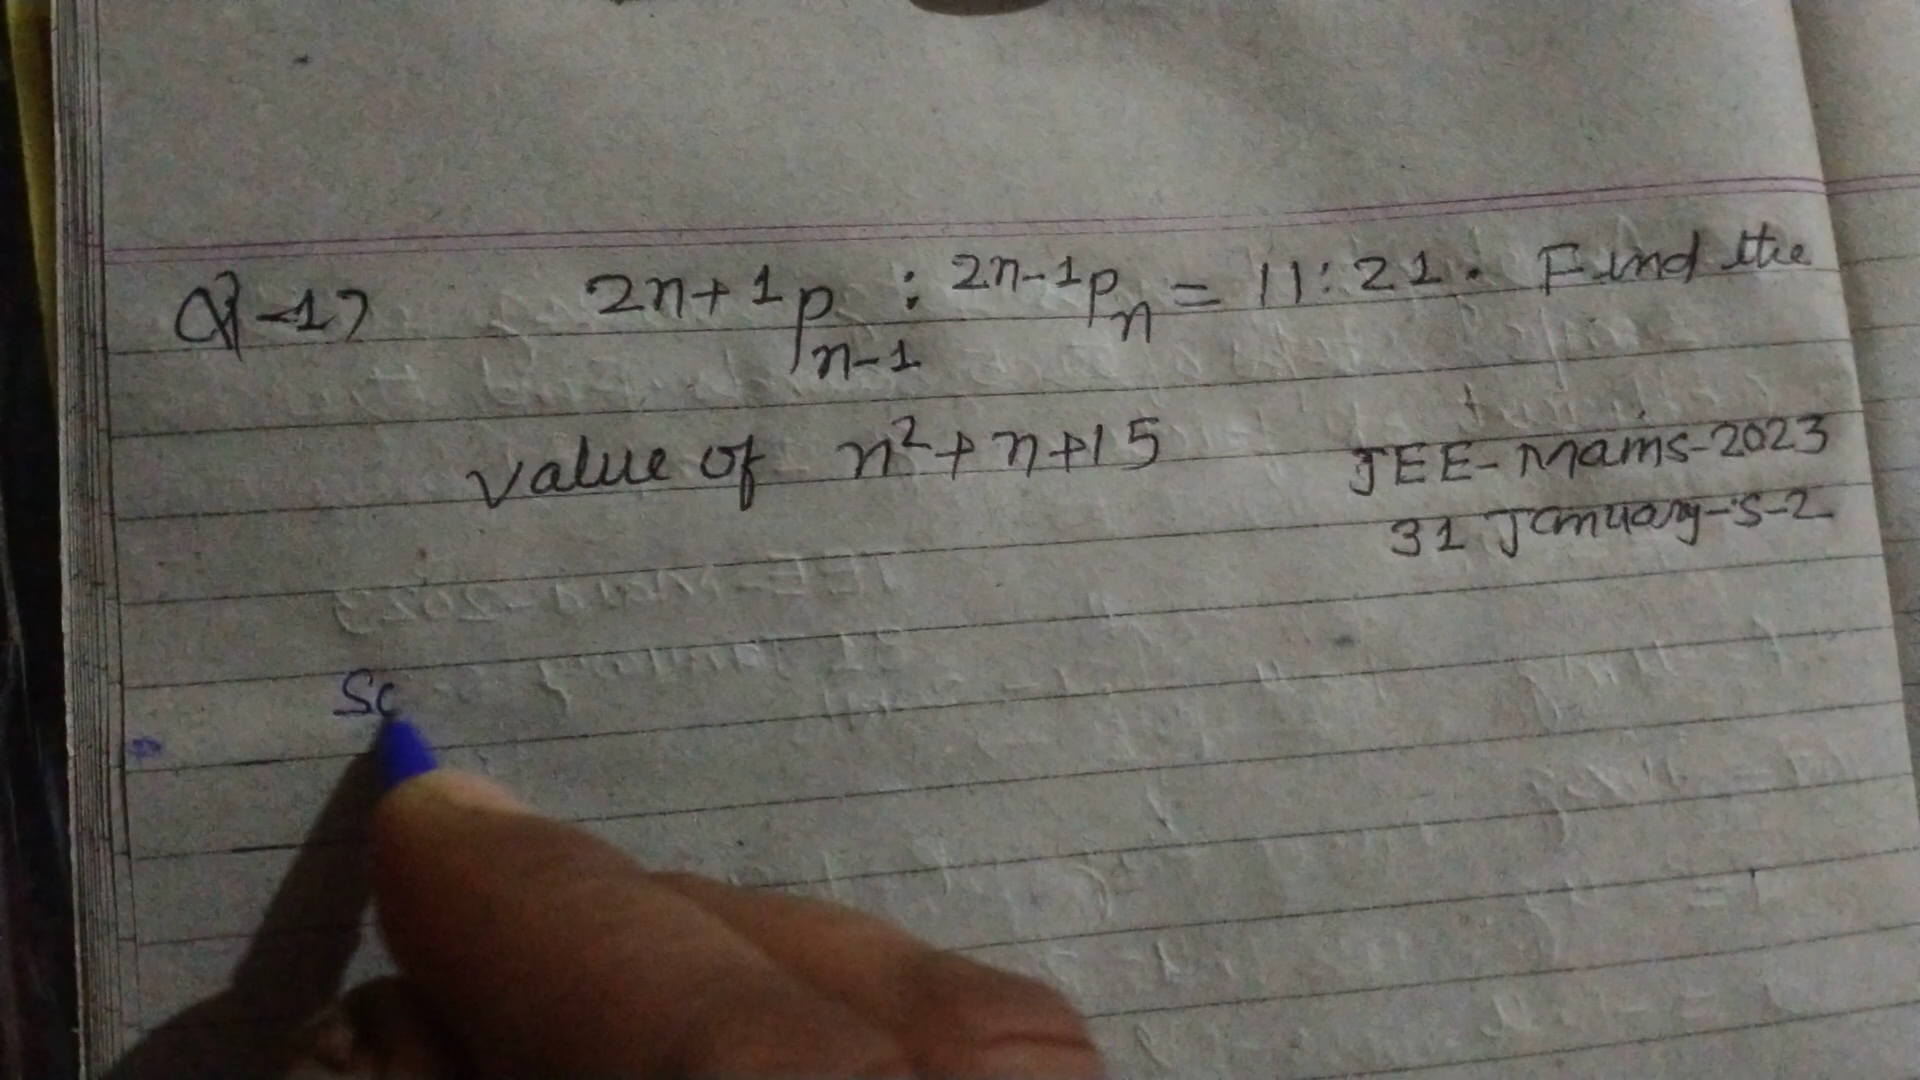 Q-17 2n+1pn-1 : 2n-1pn = 11:21. Find the
value of n²+n+15 JEE-Mains-2023
31 January-S-2
So